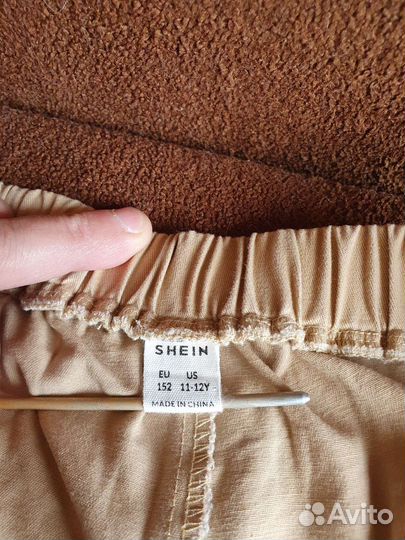 SHEIN
EU US
152 11-12Y
MADE IN CHINA
Avito